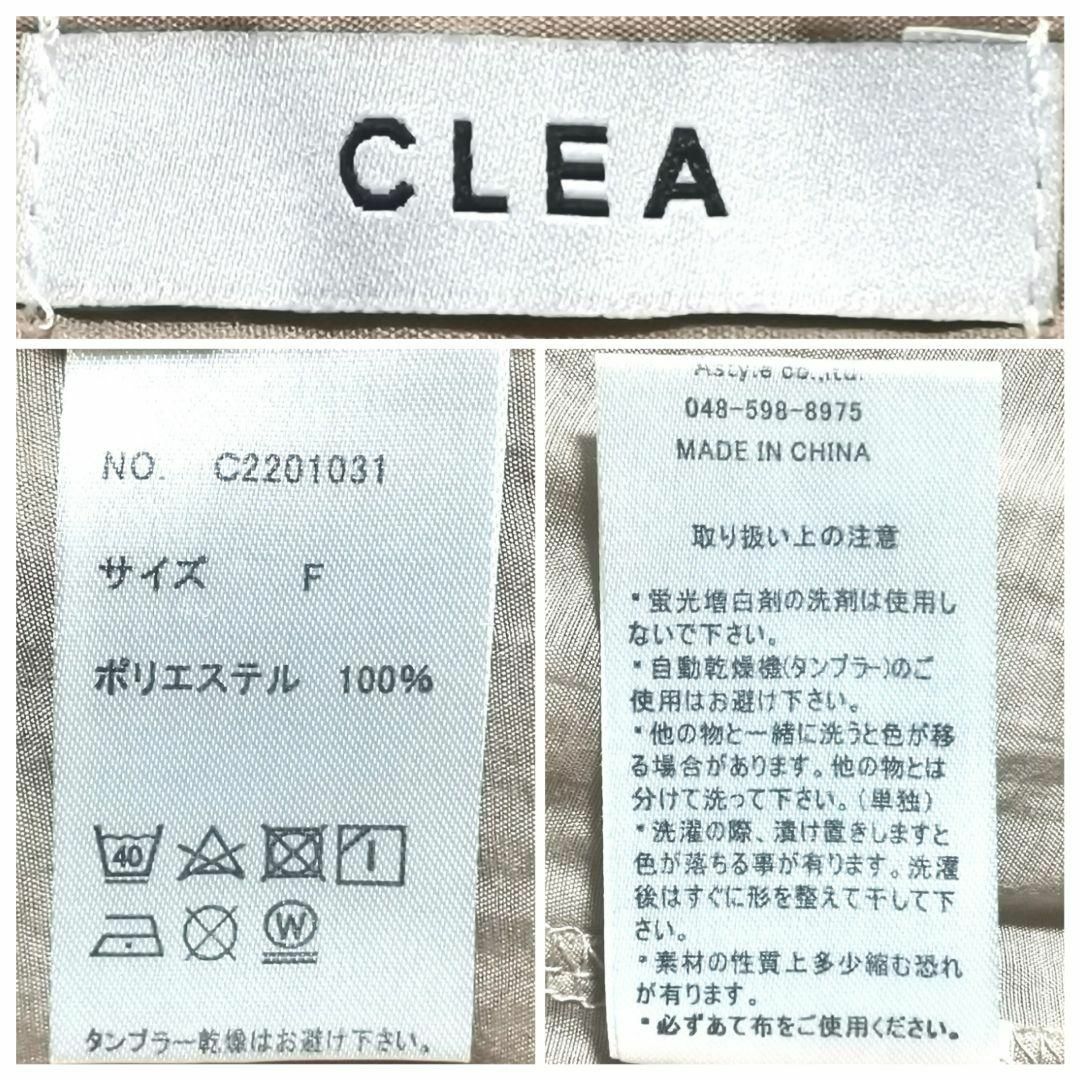 CLEA
NO. C2201031
サイズ F
ポリエステル 100%
40
W
タンブラー乾燥はお避け下さい。
Astyle co.,ltd.
048-598-8975
MADE IN CHINA
取り扱い上の注意
・蛍光増白剤の洗剤は使用し
ないで下さい。
・自動乾燥機(タンブラー)のご
使用はお避け下さい。
・他の物と一緒に洗うと色が移
る場合があります。他の物とは
分けて洗って下さい。(単独)
・洗濯の際、漬け置きしますと
色が落ちる事が有ります。洗濯
後はすぐに形を整えて干して下
さい。
・素材の性質上多少縮む恐れ
が有ります。
・必ずあて布をご使用ください。